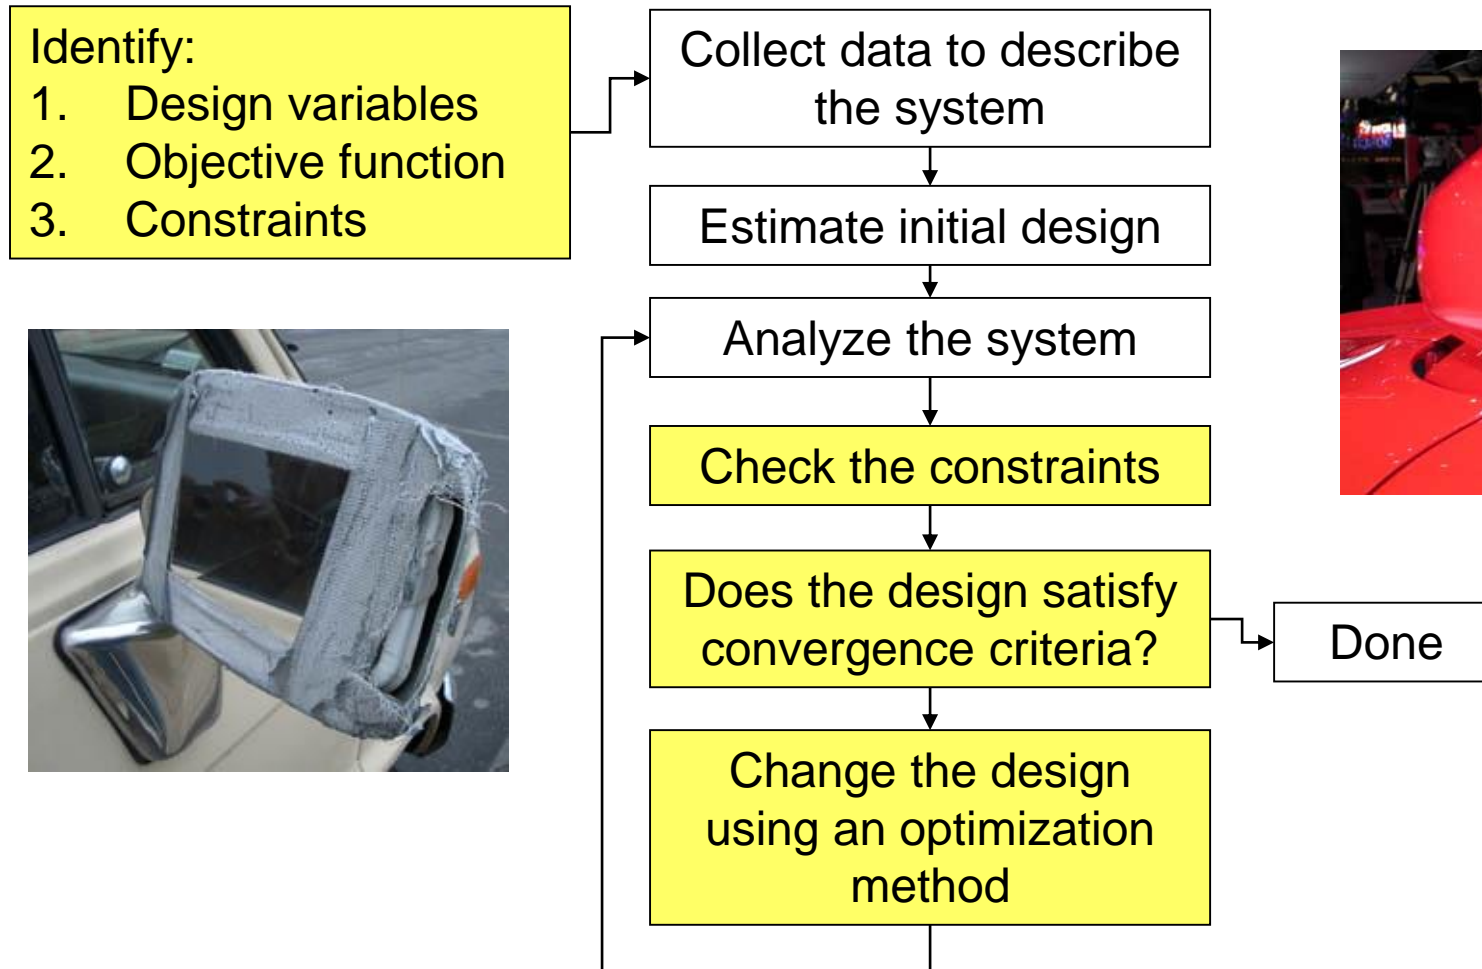 Identify:
1. Design variables
2. Objective function
3. Constraints
Collect data to describe
the system
Estimate initial design
Analyze the system
Check the constraints
Does the design satisfy
convergence criteria?
Done
Change the design
using an optimization
method